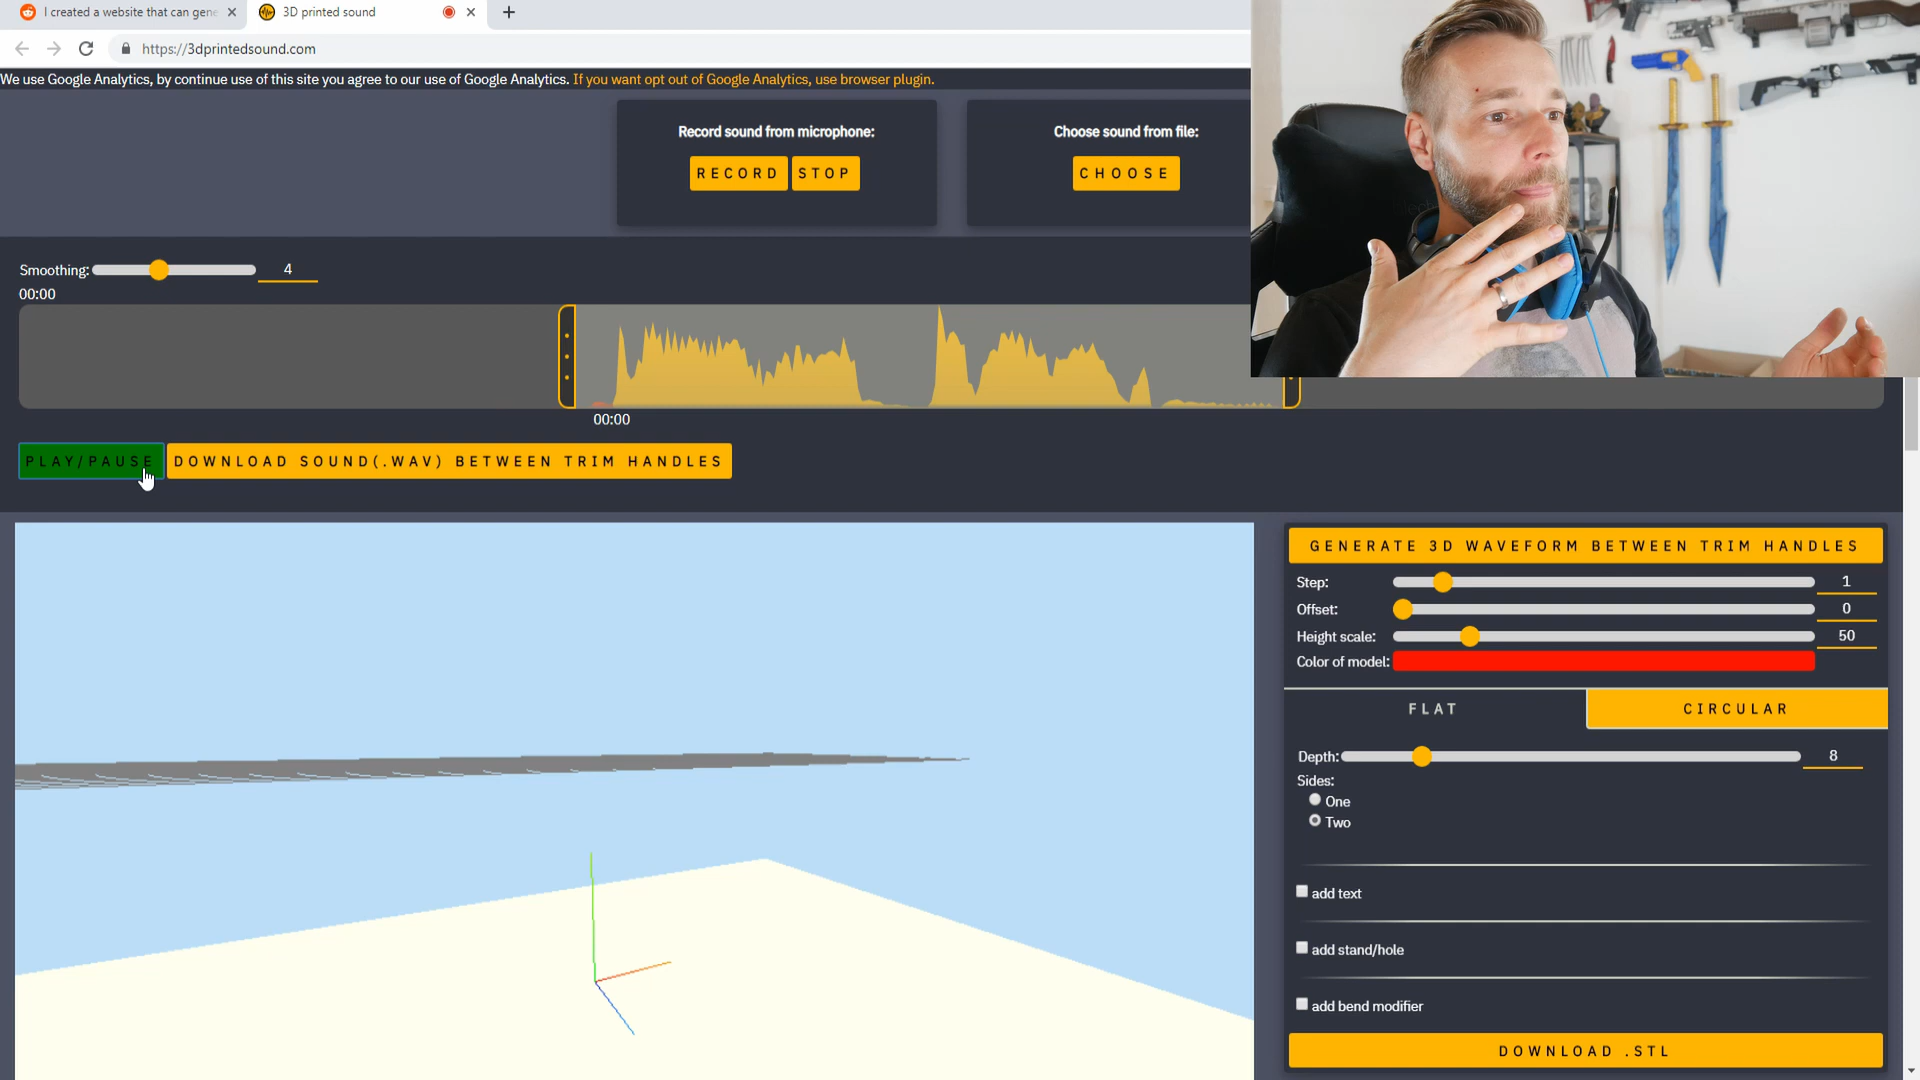 I created a website that can gene
3D printed sound
https://3dprintedsound.com
We use Google Analytics, by continue use of this site you agree to our use of Google Analytics. If you want opt out of Google Analytics, use browser plugin.
Record sound from microphone:
RECORD STOP
Choose sound from file:
CHOOSE
Smoothing: 4
00:00
00:00
PLAY/PAUSE DOWNLOAD SOUND(.WAV) BETWEEN TRIM HANDLES
GENERATE 3D WAVEFORM BETWEEN TRIM HANDLES
Step: 1
Offset: 0
Height scale: 50
Color of model:
FLAT CIRCULAR
Depth: 8
Sides:
One
Two
add text
add stand/hole
add bend modifier
DOWNLOAD .STL